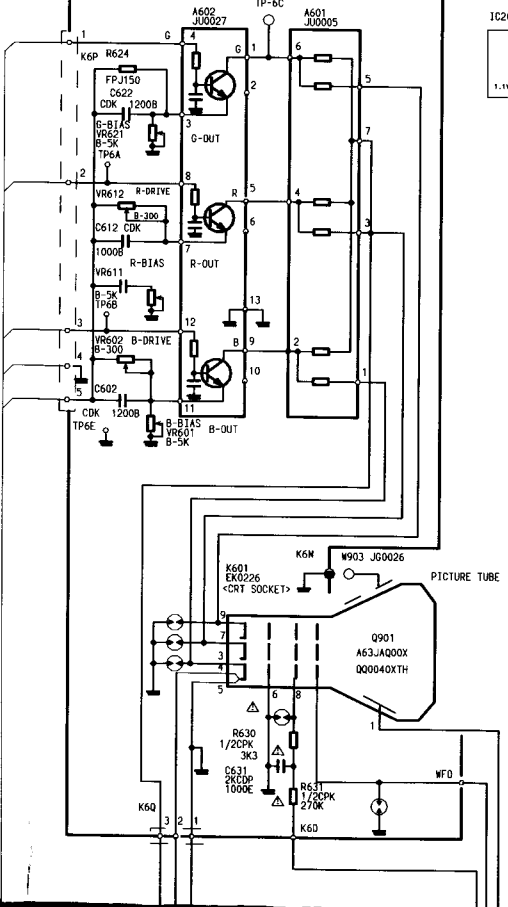 TP-6C
A602
JU0027
A601
JU0005
1
K6P
R624
FPJ150
C622
CDK
1200B
G-BIAS
VR621
B-5K
TP6A
G
4
3
G
1
2
6
5
7
G-OUT
2
VR612
R-DRIVE
B-300
C612
CDK
1000B
R-BIAS
VR611
B-5K
TP6B
8
7
R
5
6
4
3
R-OUT
13
3
VR602
B-300
B-DRIVE
12
B
9
10
2
1
4
5
C602
CDK
1200B
TP6E
11
B-BIAS
VR601
B-5K
B-OUT
K6W
W903 JG0026
K601
EK0226
<CRT SOCKET>
PICTURE TUBE
9
7
3
4
5
6
8
1
Q901
A63JAQ00X
QQ0040XTH
R630
1/2CPK
3K3
C631
2KCDP
1000E
R631
1/2CPK
270K
WFD
K6Q
3
2
1
K6D